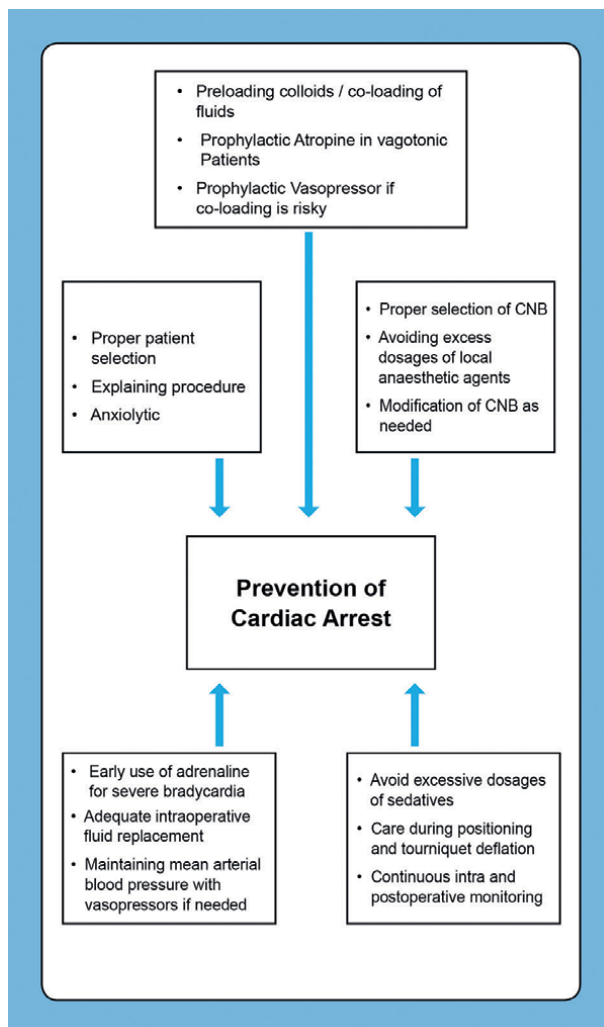 • Preloading colloids / co-loading of
fluids
• Prophylactic Atropine in vagotonic
Patients
• Prophylactic Vasopressor if
co-loading is risky
• Proper patient
selection
• Explaining procedure
• Anxiolytic
• Proper selection of CNB
• Avoiding excess
dosages of local
anaesthetic agents
• Modification of CNB as
needed
Prevention of
Cardiac Arrest
• Early use of adrenaline
for severe bradycardia
• Adequate intraoperative
fluid replacement
• Maintaining mean arterial
blood pressure with
vasopressors if needed
• Avoid excessive dosages
of sedatives
• Care during positioning
and tourniquet deflation
• Continuous intra and
postoperative monitoring